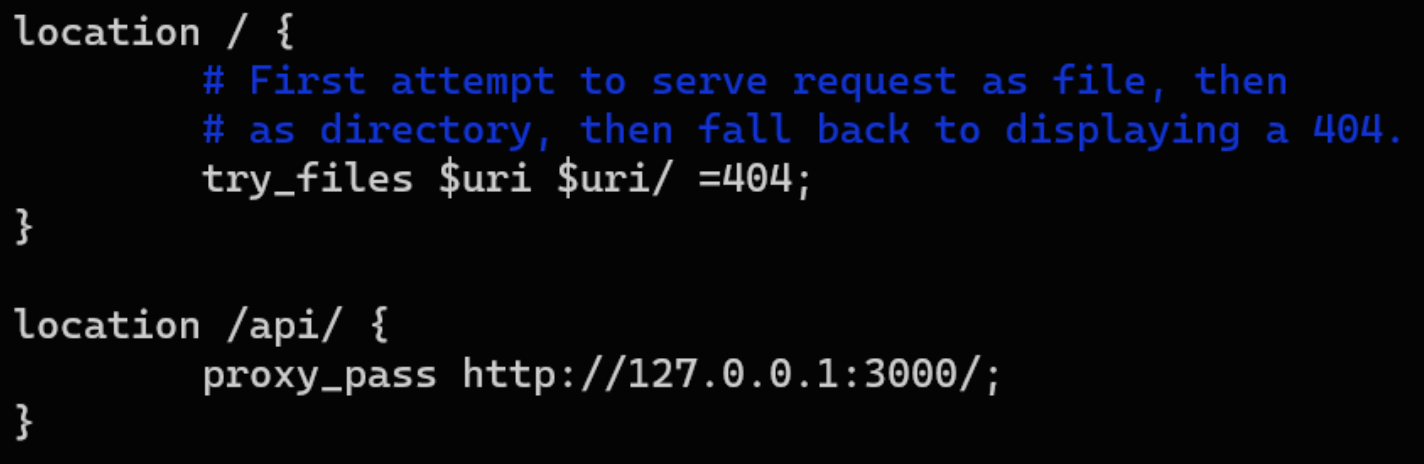 location / {
        # First attempt to serve request as file, then
        # as directory, then fall back to displaying a 404.
        try_files $uri $uri/ =404;
}

location /api/ {
        proxy_pass http://127.0.0.1:3000/;
}